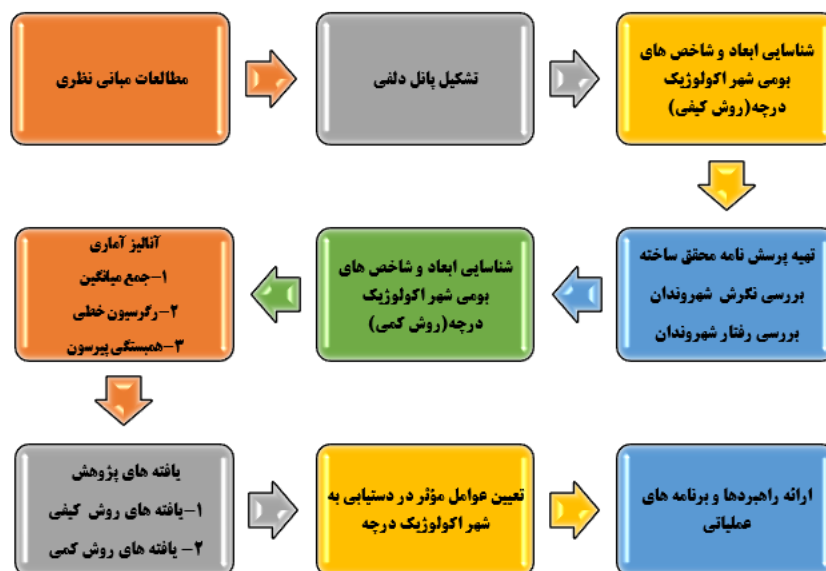 مطالعات مبانی نظری
تشکیل پانل دلفی
شناسایی ابعاد و شاخص های
بومی شهر اکولوژیک
درچه(روش کیفی)
تهیه پرسش نامه محقق ساخته
بررسی نگرش شهروندان
بررسی رفتار شهروندان
شناسایی ابعاد و شاخص های
بومی شهر اکولوژیک
درچه(روش کمی)
آنالیز آماری
۱-جمع میانگین
۲-رگرسیون خطی
۳-همبستگی پیرسون
یافته های پژوهش
۱-یافته های روش کیفی
۲- یافته های روش کمی
تعیین عوامل مؤثر در دستیابی به
شهر اکولوژیک درچه
ارائه راهبردها و برنامه های
عملیاتی